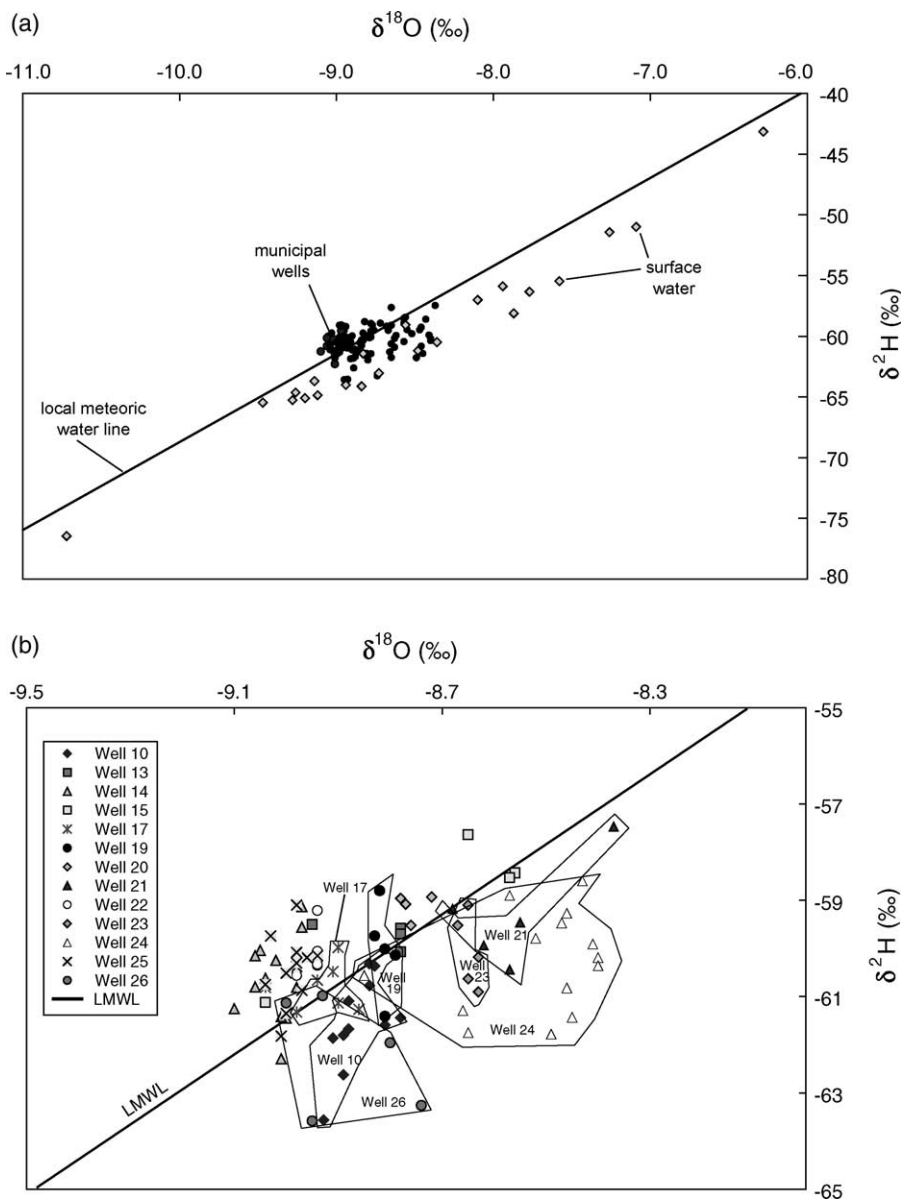 (a)
δ18O (‰)
-11.0 -10.0 -9.0 -8.0 -7.0 -6.0
-40
-45
-50
-55
-60
-65
-70
-75
-80
δ2H (‰)
municipal
wells
surface
water
local meteoric
water line
(b)
δ18O (‰)
-9.5 -9.1 -8.7 -8.3
-55
-57
-59
-61
-63
-65
δ2H (‰)
Well 10
Well 13
Well 14
Well 15
Well 17
Well 19
Well 20
Well 21
Well 22
Well 23
Well 24
Well 25
Well 26
LMWL
Well 17
Well 21
Well
23
Well
19
Well 24
Well 10
Well 26
LMWL